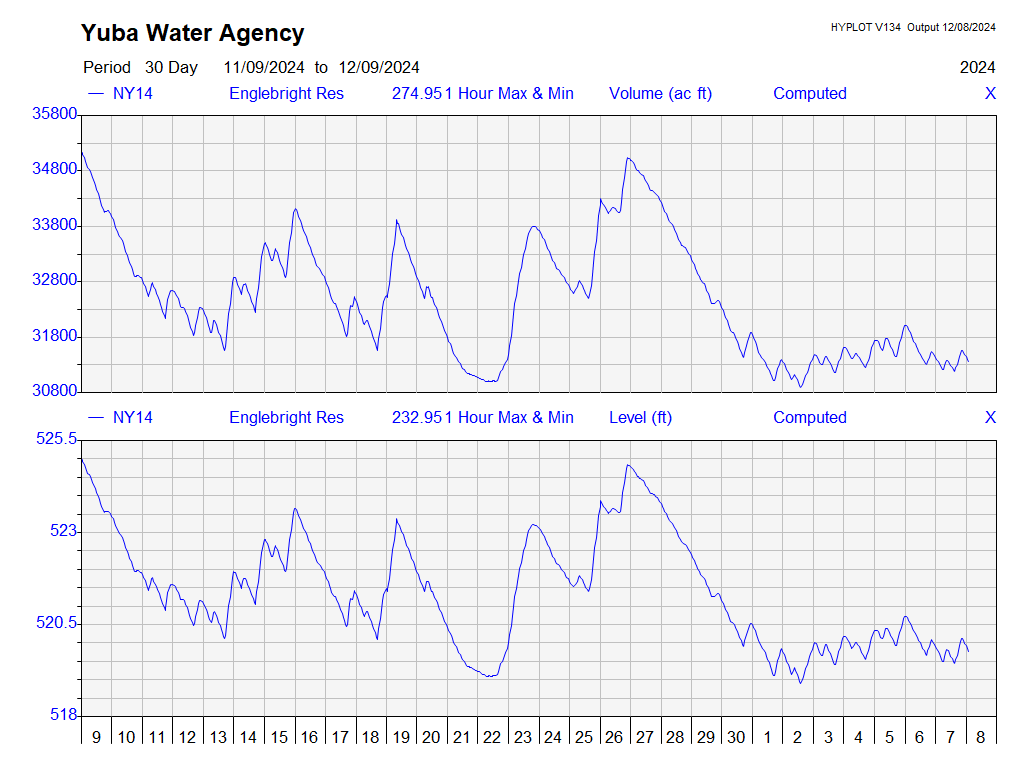 Yuba Water Agency
HYPLOT V134 Output 12/08/2024
Period 30 Day 11/09/2024 to 12/09/2024
2024
NY14 Englebright Res 274.951 Hour Max & Min Volume (ac ft) Computed X
35800
34800
33800
32800
31800
30800
NY14 Englebright Res 232.951 Hour Max & Min Level (ft) Computed X
525.5
523
520.5
518
9 10 11 12 13 14 15 16 17 18 19 20 21 22 23 24 25 26 27 28 29 30 1 2 3 4 5 6 7 8